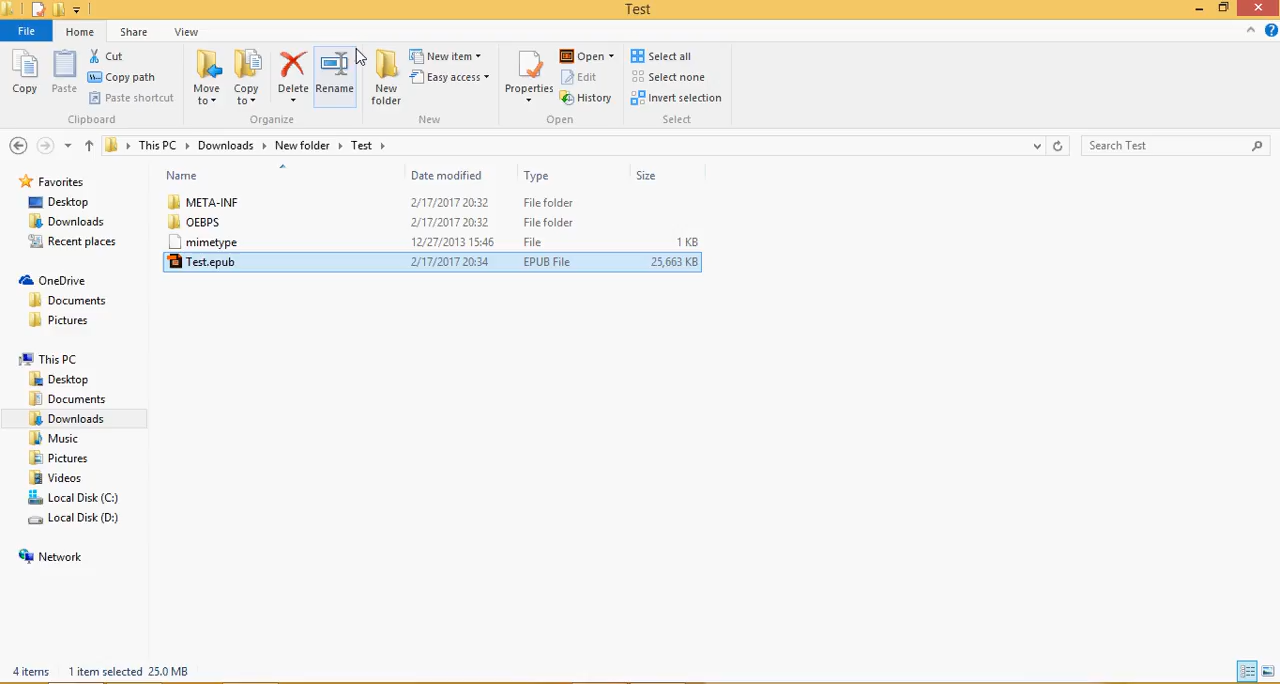 Test
File Home Share View
Copy Paste Cut Copy path Paste shortcut Move to Copy to Delete Rename New folder New item Easy access Properties Open Edit History Select all Select none Invert selection
Clipboard Organize New Open Select
This PC Downloads New folder Test Search Test
Name Date modified Type Size
META-INF 2/17/2017 20:32 File folder
OEBPS 2/17/2017 20:32 File folder
mimetype 12/27/2013 15:46 File 1 KB
Test.epub 2/17/2017 20:34 EPUB File 25,663 KB
Favorites
Desktop
Downloads
Recent places
OneDrive
Documents
Pictures
This PC
Desktop
Documents
Downloads
Music
Pictures
Videos
Local Disk (C:)
Local Disk (D:)
Network
4 items 1 item selected 25.0 MB